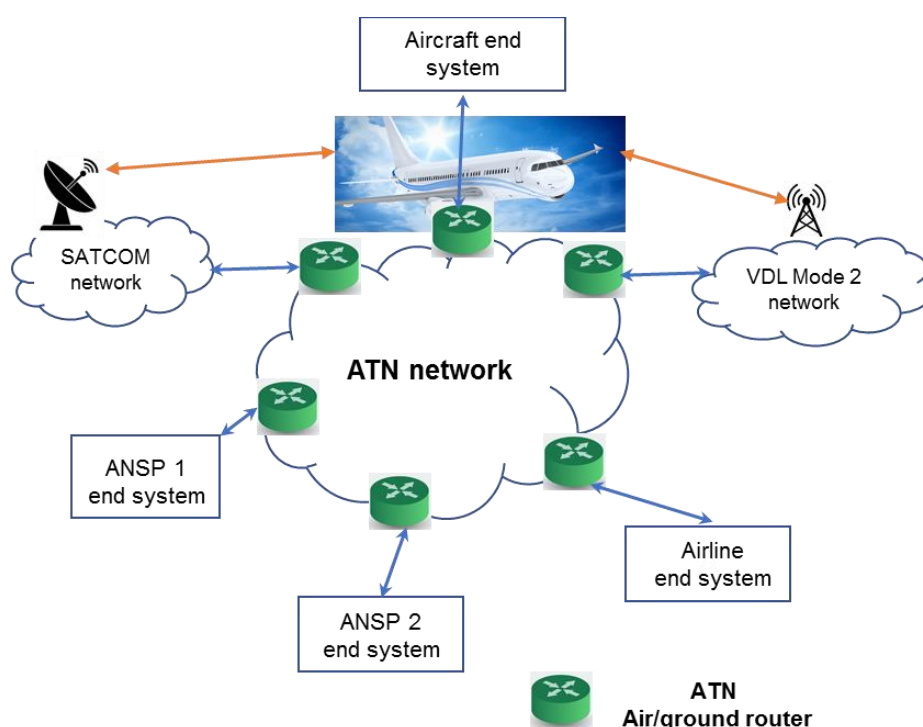 Aircraft end
system
SATCOM
network
VDL Mode 2
network
ATN network
ANSP 1
end system
Airline
end system
ANSP 2
end system
ATN
Air/ground router